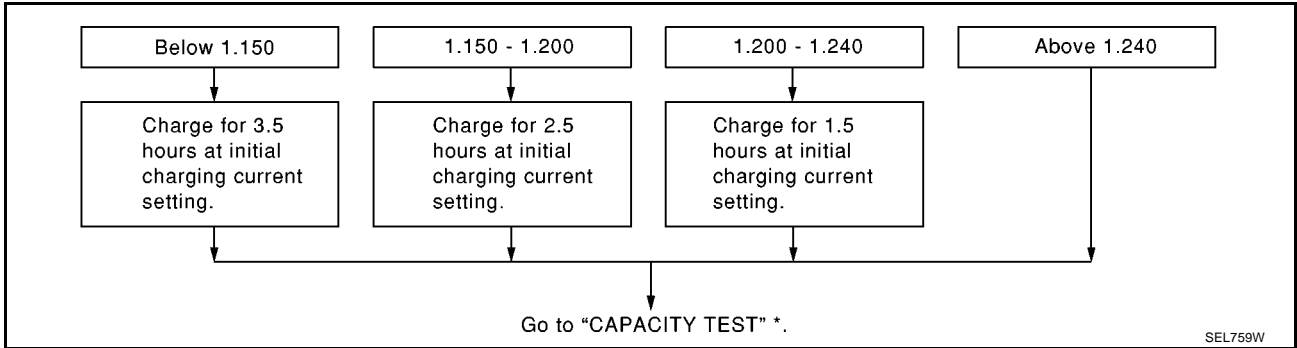 Below 1.150
1.150 - 1.200
1.200 - 1.240
Above 1.240
Charge for 3.5
hours at initial
charging current
setting.
Charge for 2.5
hours at initial
charging current
setting.
Charge for 1.5
hours at initial
charging current
setting.
Go to “CAPACITY TEST” *.
SEL759W